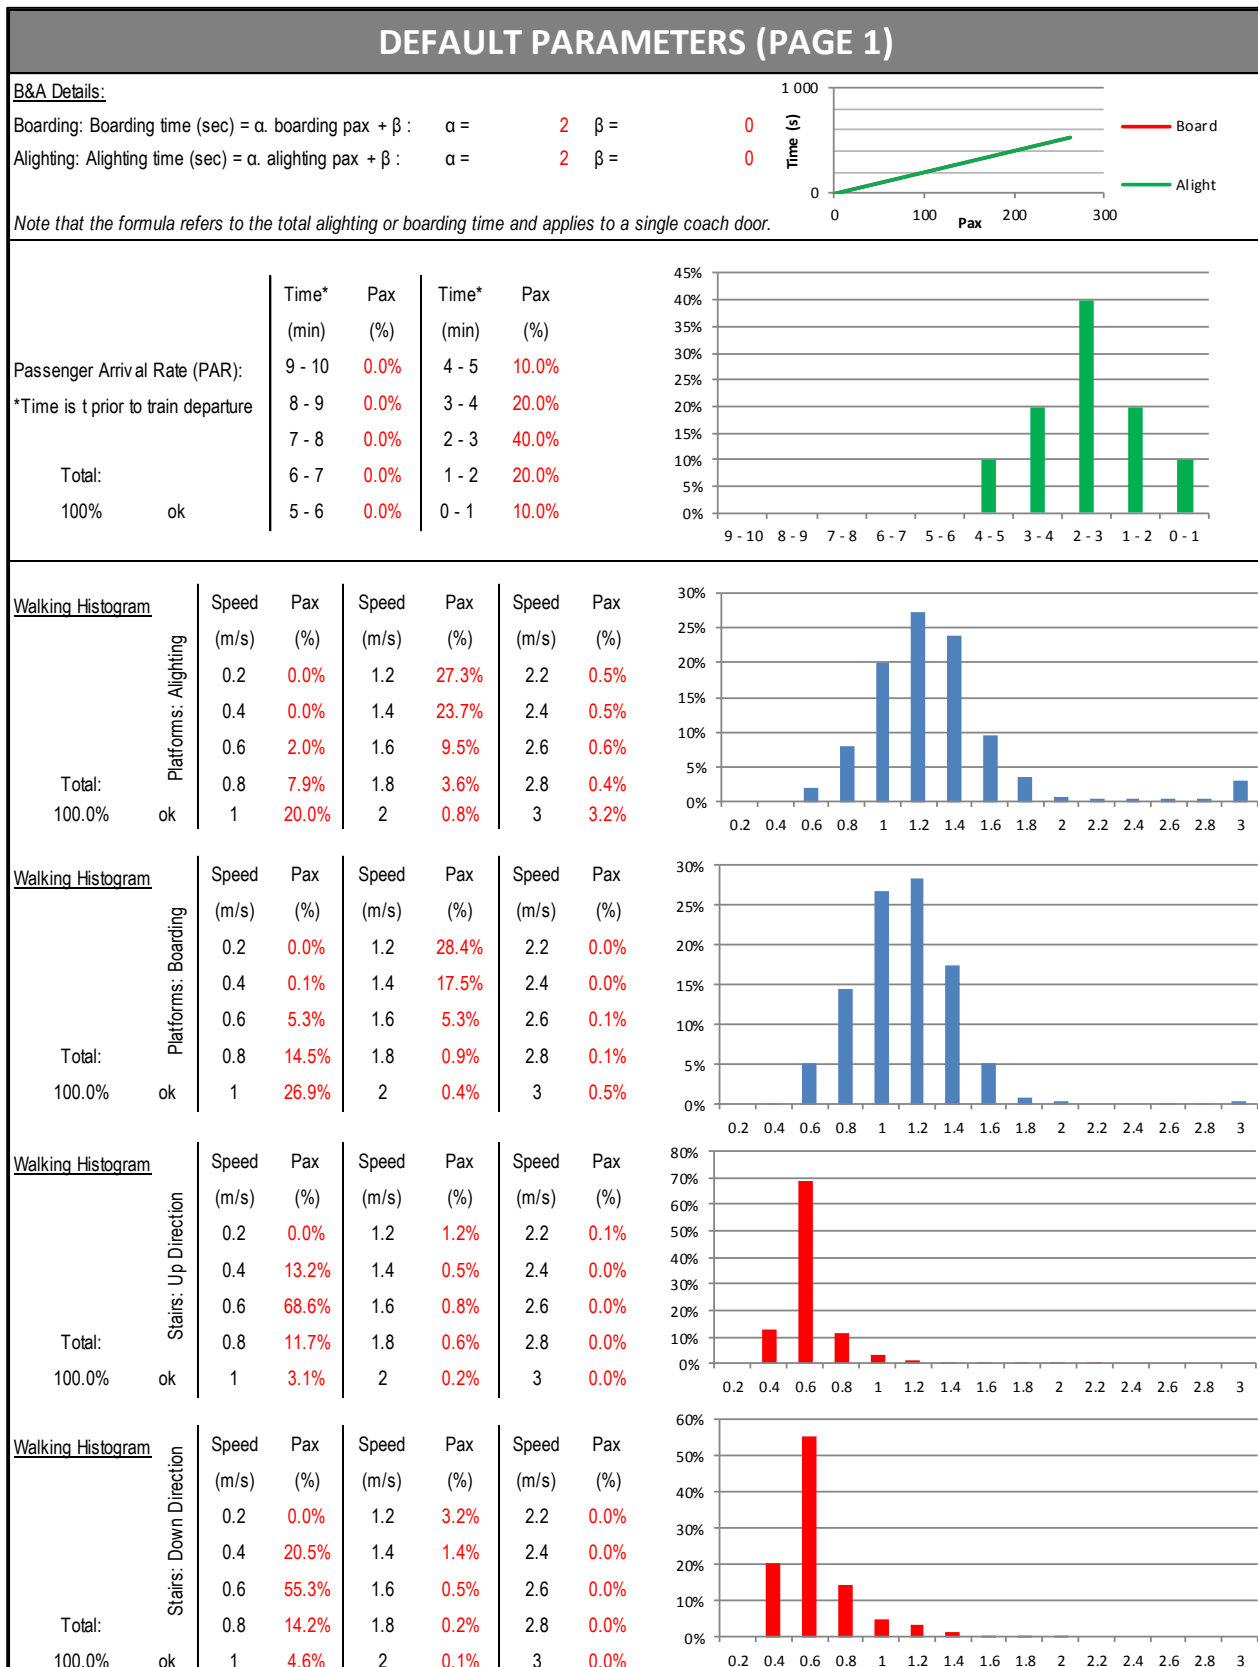 DEFAULT PARAMETERS (PAGE 1)
B&A Details:
Boarding: Boarding time (sec) = α. boarding pax + β : α = 2 β = 0
Alighting: Alighting time (sec) = α. alighting pax + β : α = 2 β = 0
Note that the formula refers to the total alighting or boarding time and applies to a single coach door.
1 000
0
Time (s)
0 100 200 300
Pax
Board
Alight
Time* Pax Time* Pax
(min) (%) (min) (%)
Passenger Arrival Rate (PAR): 9 - 10 0.0% 4 - 5 10.0%
*Time is t prior to train departure 8 - 9 0.0% 3 - 4 20.0%
7 - 8 0.0% 2 - 3 40.0%
Total: 6 - 7 0.0% 1 - 2 20.0%
100% ok 5 - 6 0.0% 0 - 1 10.0%
45%
40%
35%
30%
25%
20%
15%
10%
5%
0%
9 - 10 8 - 9 7 - 8 6 - 7 5 - 6 4 - 5 3 - 4 2 - 3 1 - 2 0 - 1
Walking Histogram Speed Pax Speed Pax Speed Pax
(m/s) (%) (m/s) (%) (m/s) (%)
Platforms: Alighting
0.2 0.0% 1.2 27.3% 2.2 0.5%
0.4 0.0% 1.4 23.7% 2.4 0.5%
0.6 2.0% 1.6 9.5% 2.6 0.6%
Total: 0.8 7.9% 1.8 3.6% 2.8 0.4%
100.0% ok 1 20.0% 2 0.8% 3 3.2%
30%
25%
20%
15%
10%
5%
0%
0.2 0.4 0.6 0.8 1 1.2 1.4 1.6 1.8 2 2.2 2.4 2.6 2.8 3
Walking Histogram Speed Pax Speed Pax Speed Pax
(m/s) (%) (m/s) (%) (m/s) (%)
Platforms: Boarding
0.2 0.0% 1.2 28.4% 2.2 0.0%
0.4 0.1% 1.4 17.5% 2.4 0.0%
0.6 5.3% 1.6 5.3% 2.6 0.1%
Total: 0.8 14.5% 1.8 0.9% 2.8 0.1%
100.0% ok 1 26.9% 2 0.4% 3 0.5%
30%
25%
20%
15%
10%
5%
0%
0.2 0.4 0.6 0.8 1 1.2 1.4 1.6 1.8 2 2.2 2.4 2.6 2.8 3
Walking Histogram Speed Pax Speed Pax Speed Pax
(m/s) (%) (m/s) (%) (m/s) (%)
Stairs: Up Direction
0.2 0.0% 1.2 1.2% 2.2 0.1%
0.4 13.2% 1.4 0.5% 2.4 0.0%
0.6 68.6% 1.6 0.8% 2.6 0.0%
Total: 0.8 11.7% 1.8 0.6% 2.8 0.0%
100.0% ok 1 3.1% 2 0.2% 3 0.0%
80%
70%
60%
50%
40%
30%
20%
10%
0%
0.2 0.4 0.6 0.8 1 1.2 1.4 1.6 1.8 2 2.2 2.4 2.6 2.8 3
Walking Histogram Speed Pax Speed Pax Speed Pax
(m/s) (%) (m/s) (%) (m/s) (%)
Stairs: Down Direction
0.2 0.0% 1.2 3.2% 2.2 0.0%
0.4 20.5% 1.4 1.4% 2.4 0.0%
0.6 55.3% 1.6 0.5% 2.6 0.0%
Total: 0.8 14.2% 1.8 0.2% 2.8 0.0%
100.0% ok 1 4.6% 2 0.1% 3 0.0%
60%
50%
40%
30%
20%
10%
0%
0.2 0.4 0.6 0.8 1 1.2 1.4 1.6 1.8 2 2.2 2.4 2.6 2.8 3